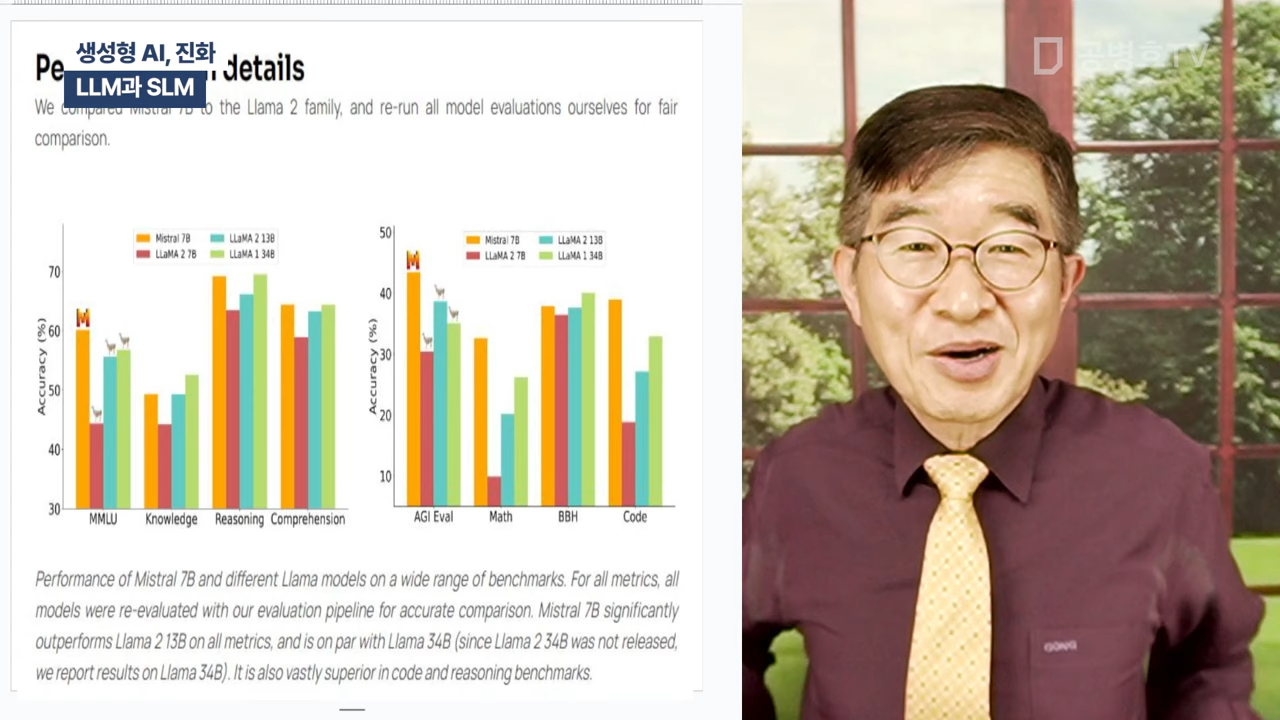 생성형 AI, 진화
LLM과 SLM
details
We compared Mistral 7B to the Llama 2 family, and re-run all model evaluations ourselves for fair
comparison.
Mistral 7B
LLaMA 2 13B
LLaMA 2 7B
LLaMA 1 34B
Accuracy (%)
70
60
50
40
30
MMLU
Knowledge
Reasoning
Comprehension
Mistral 7B
LLaMA 2 13B
LLaMA 2 7B
LLaMA 1 34B
Accuracy (%)
50
40
30
20
10
AGI Eval
Math
BBH
Code
Performance of Mistral 7B and different Llama models on a wide range of benchmarks. For all metrics, all
models were re-evaluated with our evaluation pipeline for accurate comparison. Mistral 7B significantly
outperforms Llama 2 13B on all metrics, and is on par with Llama 34B (since Llama 2 34B was not released,
we report results on Llama 34B). It is also vastly superior in code and reasoning benchmarks.
공병호TV
GONG